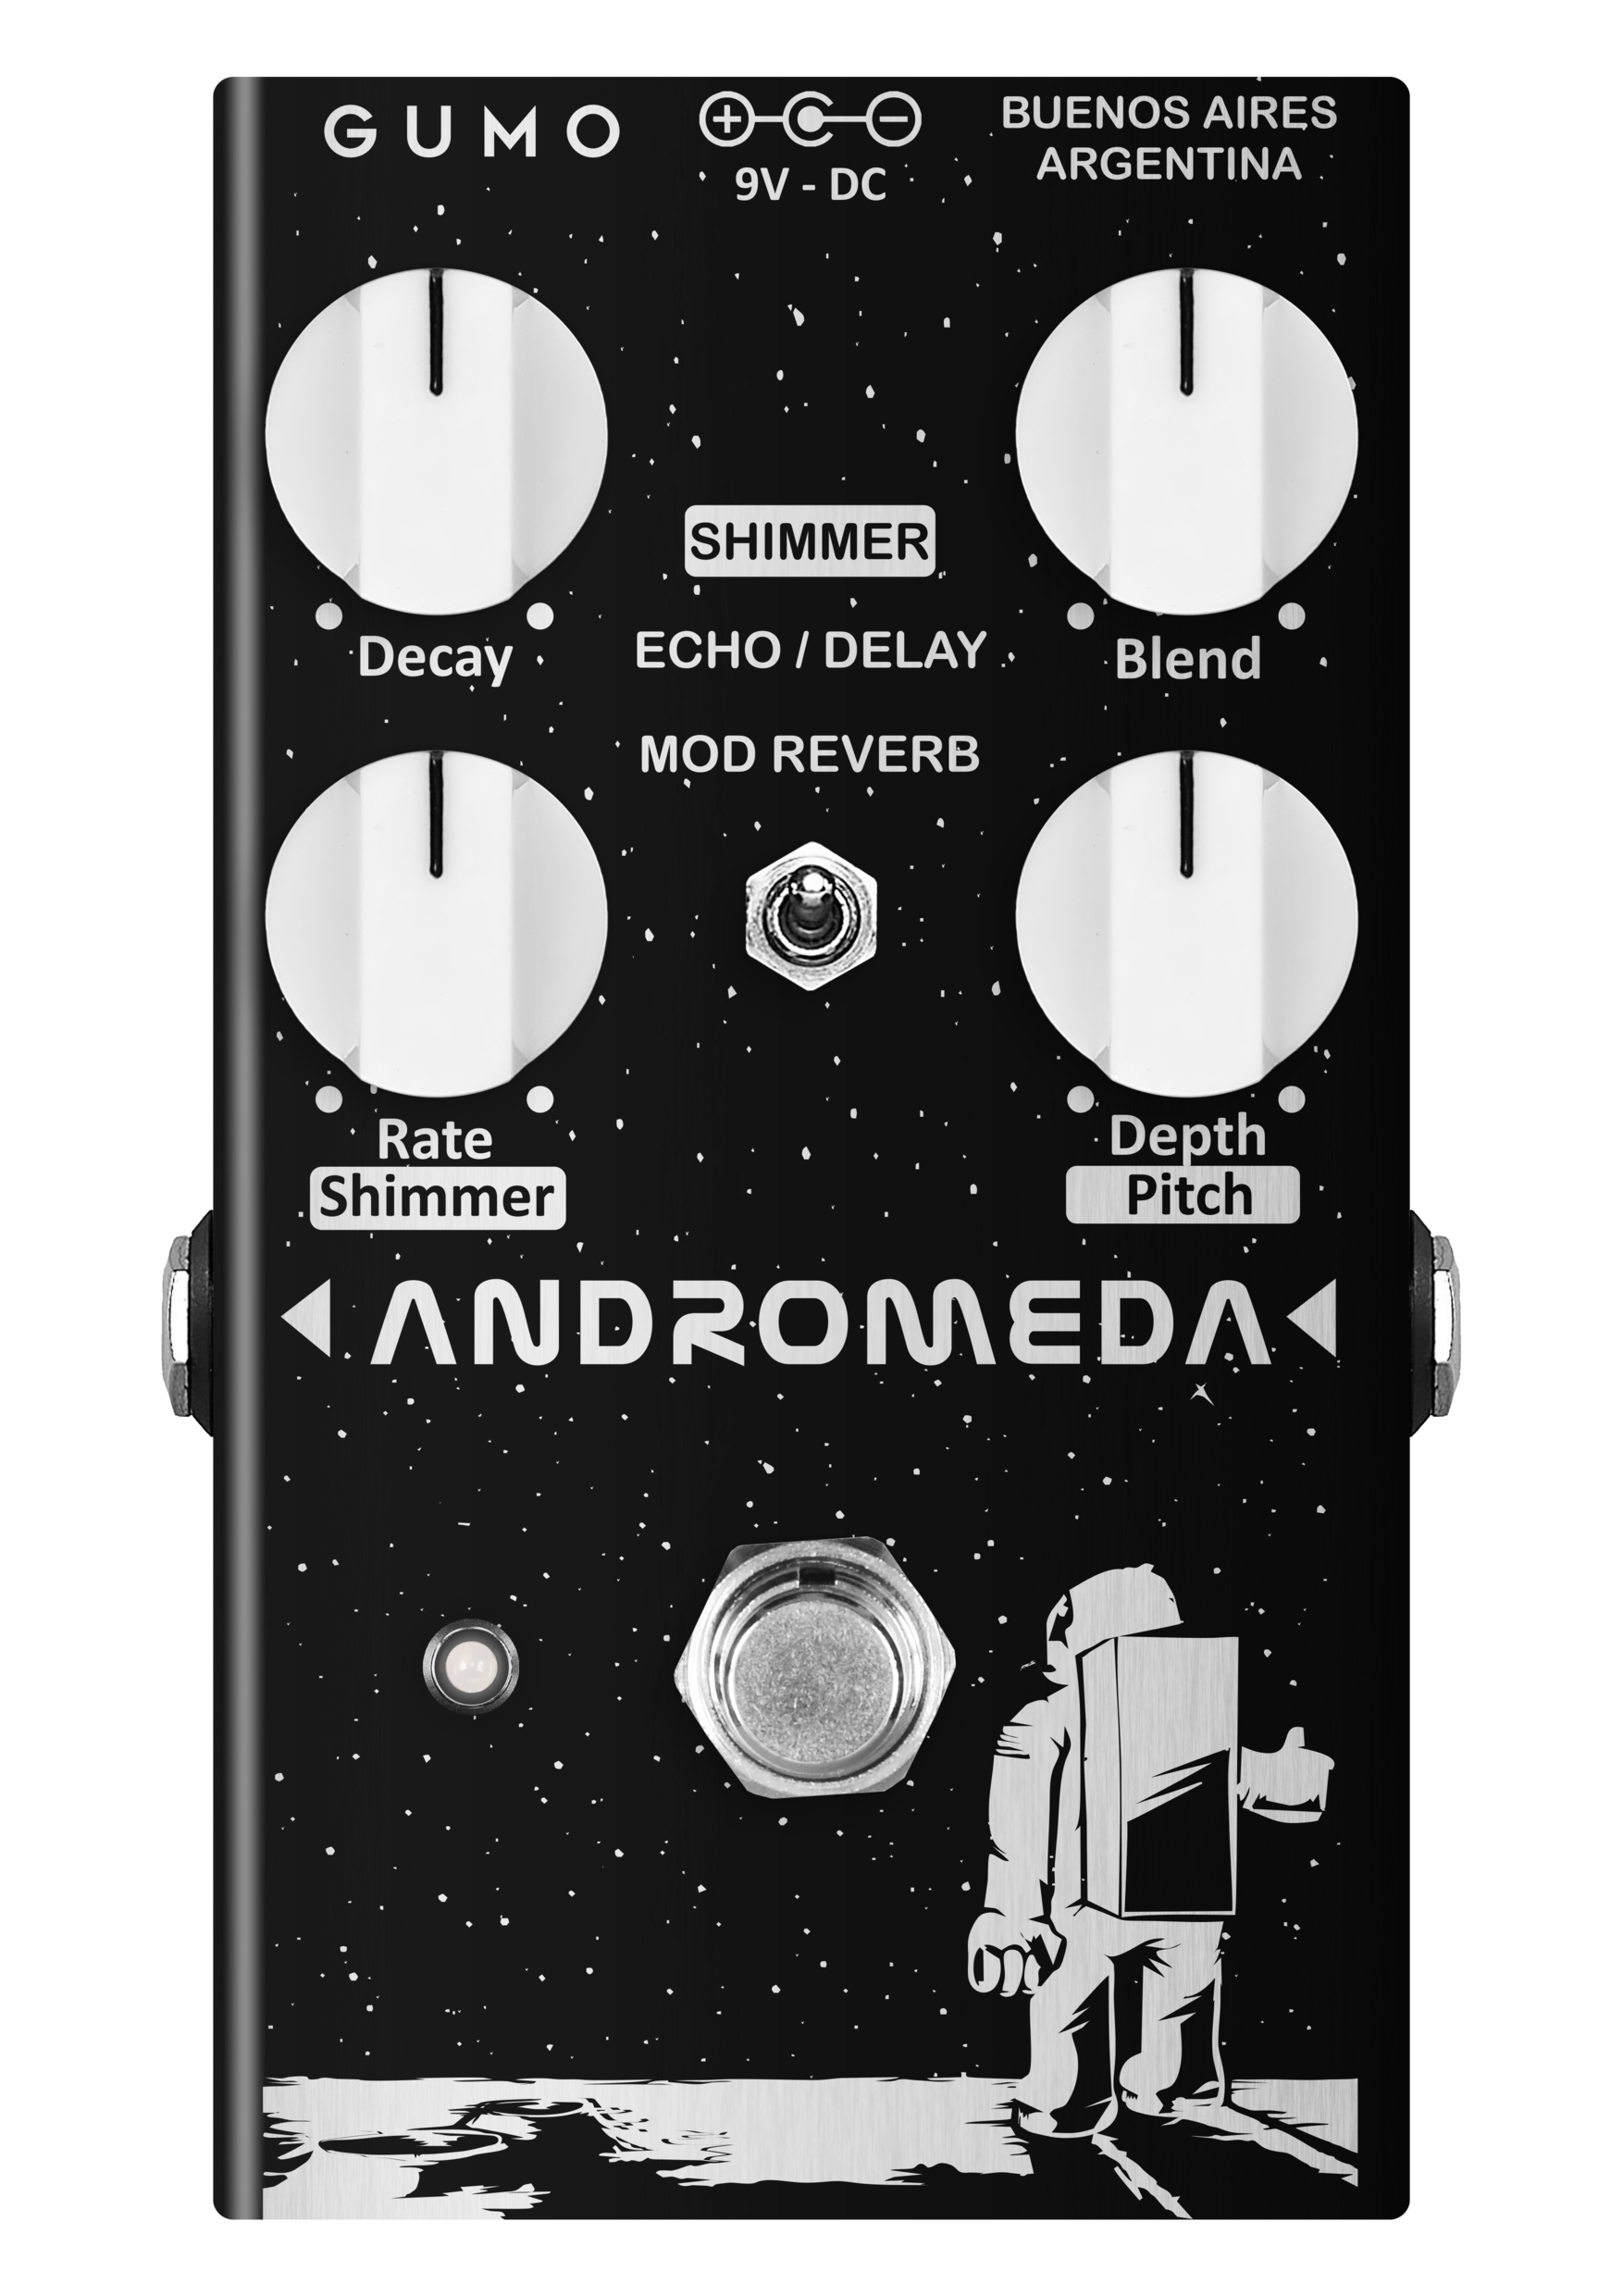 GUMO
9V - DC
BUENOS AIRES
ARGENTINA
SHIMMER
ECHO / DELAY
MOD REVERB
Decay
Blend
Rate
Shimmer
Depth
Pitch
ANDROMEDA